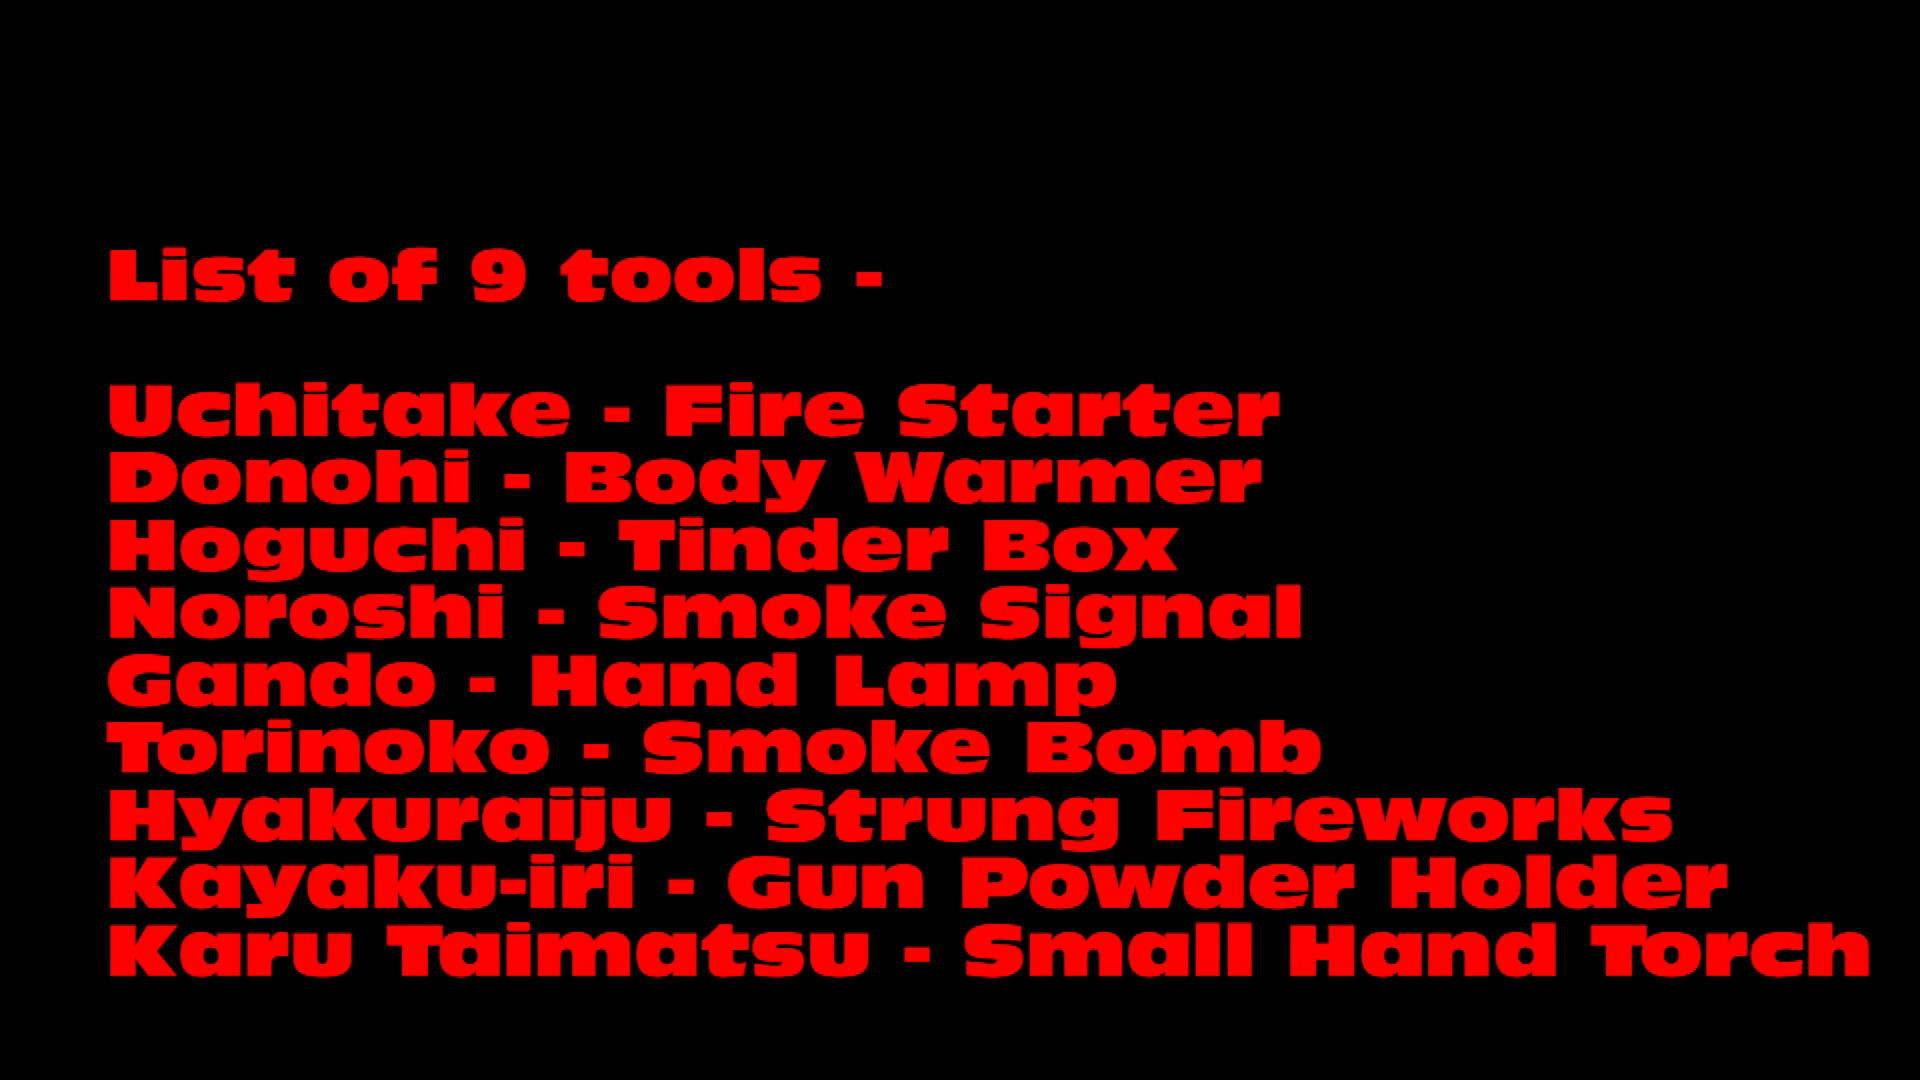 List of 9 tools -
Uchitake - Fire Starter
Donohi - Body Warmer
Hoguchi - Tinder Box
Noroshi - Smoke Signal
Gando - Hand Lamp
Torinoko - Smoke Bomb
Hyakuraiju - Strung Fireworks
Kayaku-iri - Gun Powder Holder
Karu Taimatsu - Small Hand Torch